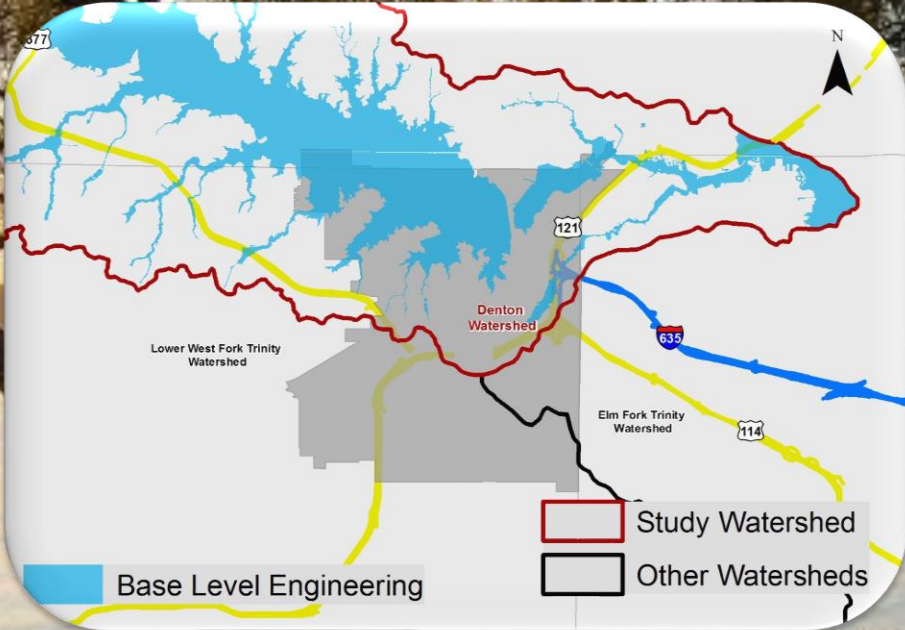 377
N
121
Denton
Watershed
635
Lower West Fork Trinity
Watershed
Elm Fork Trinity
Watershed
114
Study Watershed
Other Watersheds
Base Level Engineering